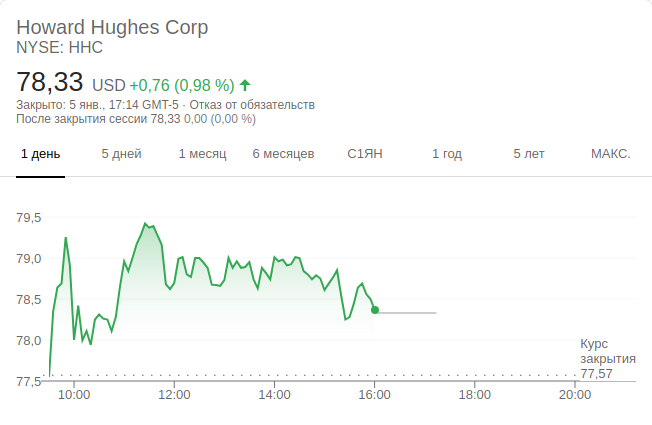 Howard Hughes Corp
NYSE: HHC
78,33 USD +0,76 (0,98 %)
Закрыто: 5 янв., 17:14 GMT-5 · Отказ от обязательств
После закрытия сессии 78,33 0,00 (0,00 %)
1 день 5 дней 1 месяц 6 месяцев С1ЯН 1 год 5 лет МАКС.
79,5
79,0
78,5
78,0
77,5
Курс
закрытия
77,57
10:00 12:00 14:00 16:00 18:00 20:00